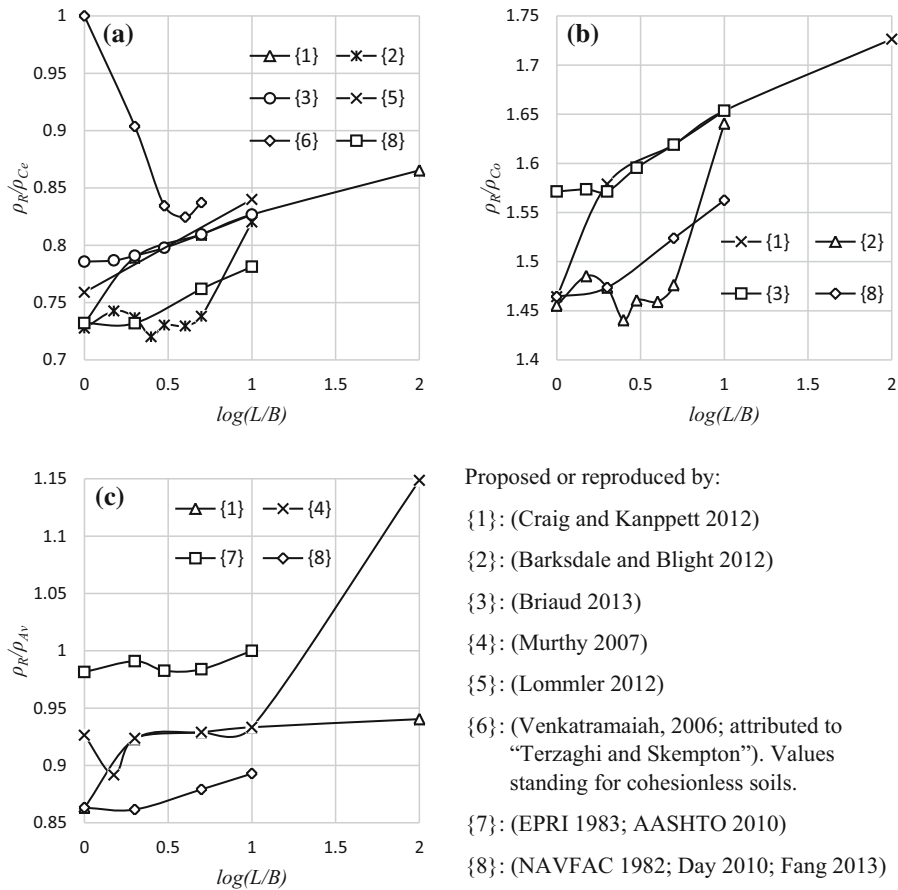 (a)
{1} {2}
{3} {5}
{6} {8}
1
0.95
0.9
0.85
0.8
0.75
0.7
0 0.5 1 1.5 2
ρR/ρCe
log(L/B)
(b)
1.75
1.7
1.65
1.6
1.55
1.5
1.45
1.4
0 0.5 1 1.5 2
ρR/ρCo
{1} {2}
{3} {8}
log(L/B)
(c)
{1} {4}
{7} {8}
1.15
1.1
1.05
1
0.95
0.9
0.85
0 0.5 1 1.5 2
ρR/ρAv
log(L/B)
Proposed or reproduced by:
{1}: (Craig and Kanppett 2012)
{2}: (Barksdale and Blight 2012)
{3}: (Briaud 2013)
{4}: (Murthy 2007)
{5}: (Lommler 2012)
{6}: (Venkatramaiah, 2006; attributed to
“Terzaghi and Skempton”). Values
standing for cohesionless soils.
{7}: (EPRI 1983; AASHTO 2010)
{8}: (NAVFAC 1982; Day 2010; Fang 2013)